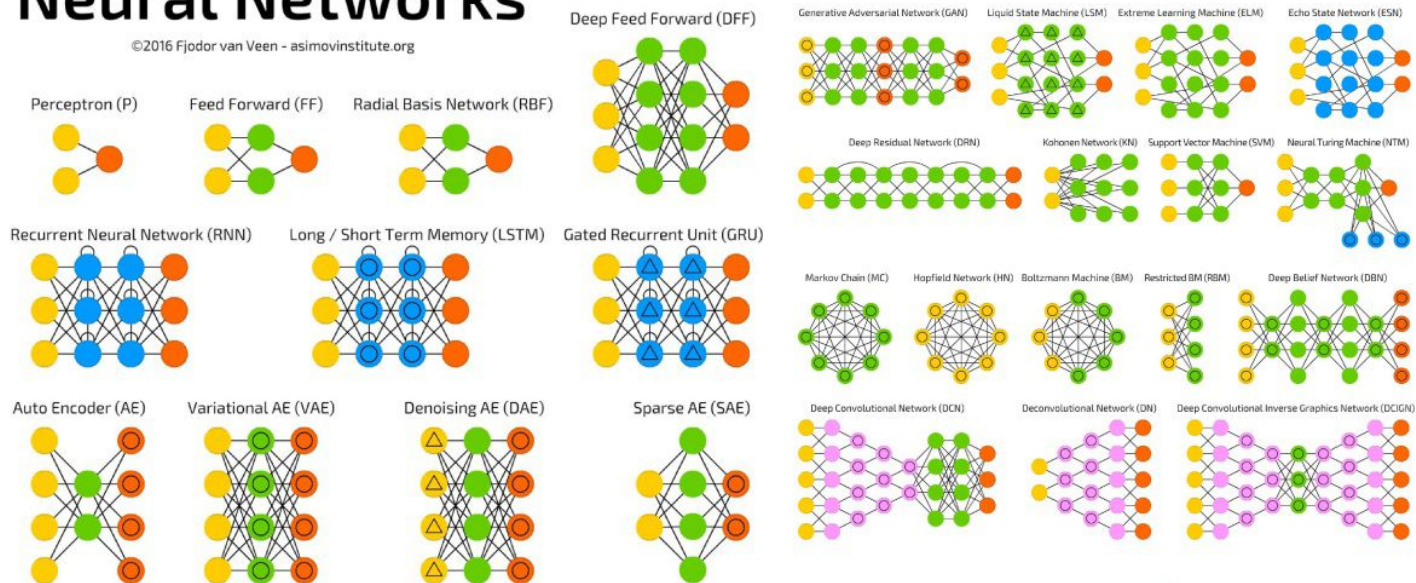 Neural Networks
©2016 Fjodor van Veen - asimovinstitute.org
Deep Feed Forward (DFF)
Perceptron (P)
Feed Forward (FF)
Radial Basis Network (RBF)
Recurrent Neural Network (RNN)
Long / Short Term Memory (LSTM)
Gated Recurrent Unit (GRU)
Auto Encoder (AE)
Variational AE (VAE)
Denoising AE (DAE)
Sparse AE (SAE)
Generative Adversarial Network (GAN)
Liquid State Machine (LSM)
Extreme Learning Machine (ELM)
Echo State Network (ESN)
Deep Residual Network (DRN)
Kohonen Network (KN)
Support Vector Machine (SVM)
Neural Turing Machine (NTM)
Markov Chain (MC)
Hopfield Network (HN)
Boltzmann Machine (BM)
Restricted BM (RBM)
Deep Belief Network (DBN)
Deep Convolutional Network (DCN)
Deconvolutional Network (DN)
Deep Convolutional Inverse Graphics Network (DCIGN)